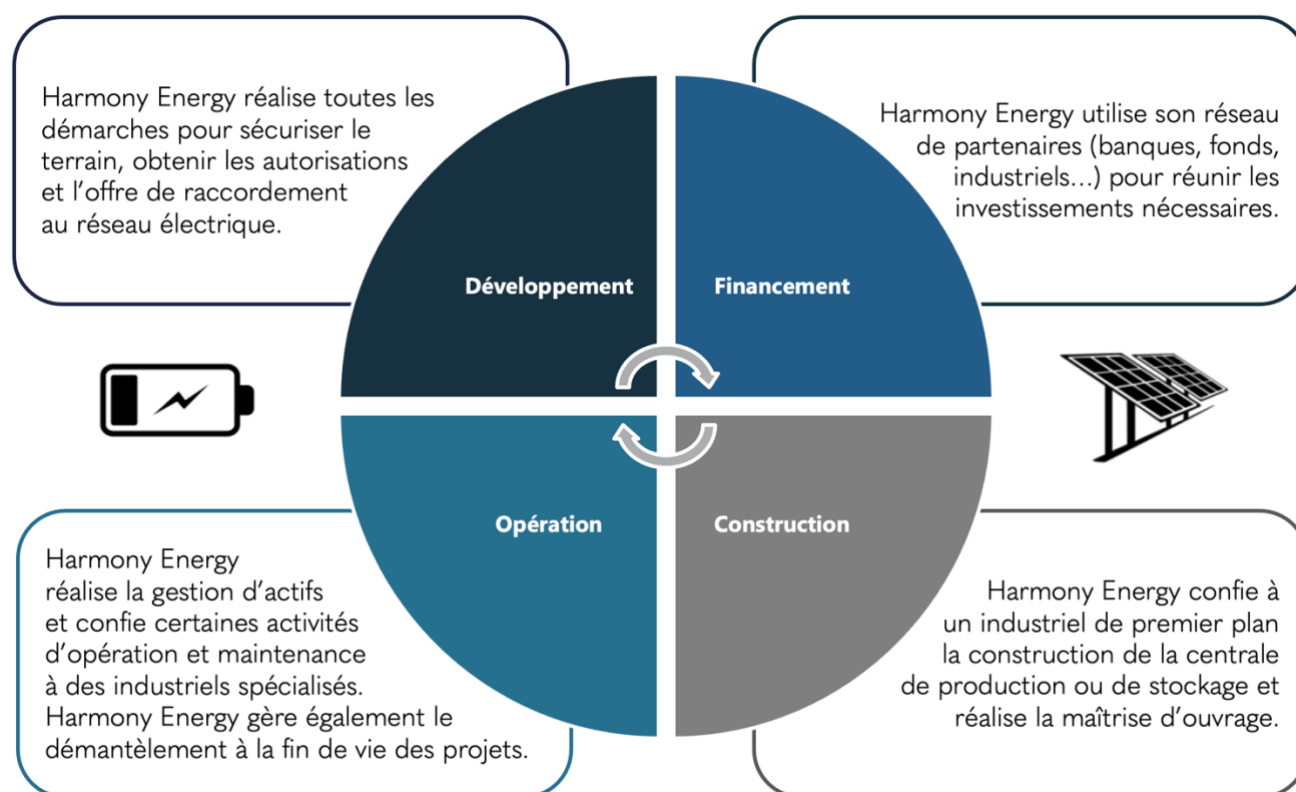 Harmony Energy réalise toutes les
démarches pour sécuriser le
terrain, obtenir les autorisations
et l’offre de raccordement
au réseau électrique.
Harmony Energy utilise son réseau
de partenaires (banques, fonds,
industriels...) pour réunir les
investissements nécessaires.
Développement
Financement
Opération
Construction
Harmony Energy
réalise la gestion d’actifs
et confie certaines activités
d’opération et maintenance
à des industriels spécialisés.
Harmony Energy gère également le
démantèlement à la fin de vie des projets.
Harmony Energy confie à
un industriel de premier plan
la construction de la centrale
de production ou de stockage et
réalise la maîtrise d’ouvrage.